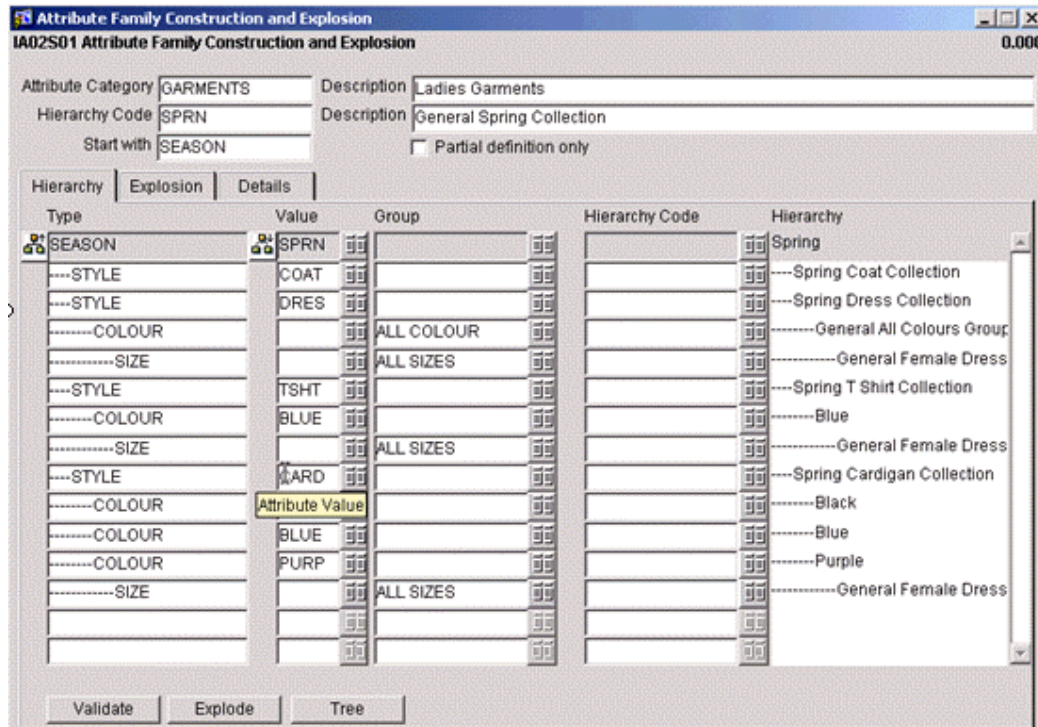 Attribute Family Construction and Explosion
IA02S01 Attribute Family Construction and Explosion 0.000
Attribute Category GARMENTS Description Ladies Garments
Hierarchy Code SPRN Description General Spring Collection
Start with SEASON Partial definition only
Hierarchy Explosion Details
Type Value Group Hierarchy Code Hierarchy
SEASON SPRN Spring
----STYLE COAT ----Spring Coat Collection
----STYLE DRES ----Spring Dress Collection
--------COLOUR ALL COLOUR --------General All Colours Group
------------SIZE ALL SIZES ------------General Female Dress
----STYLE TSHT ----Spring T Shirt Collection
--------COLOUR BLUE --------Blue
------------SIZE ALL SIZES ------------General Female Dress
----STYLE CARD ----Spring Cardigan Collection
--------COLOUR Attribute Value --------Black
--------COLOUR BLUE --------Blue
--------COLOUR PURP --------Purple
------------SIZE ALL SIZES ------------General Female Dress
Validate Explode Tree